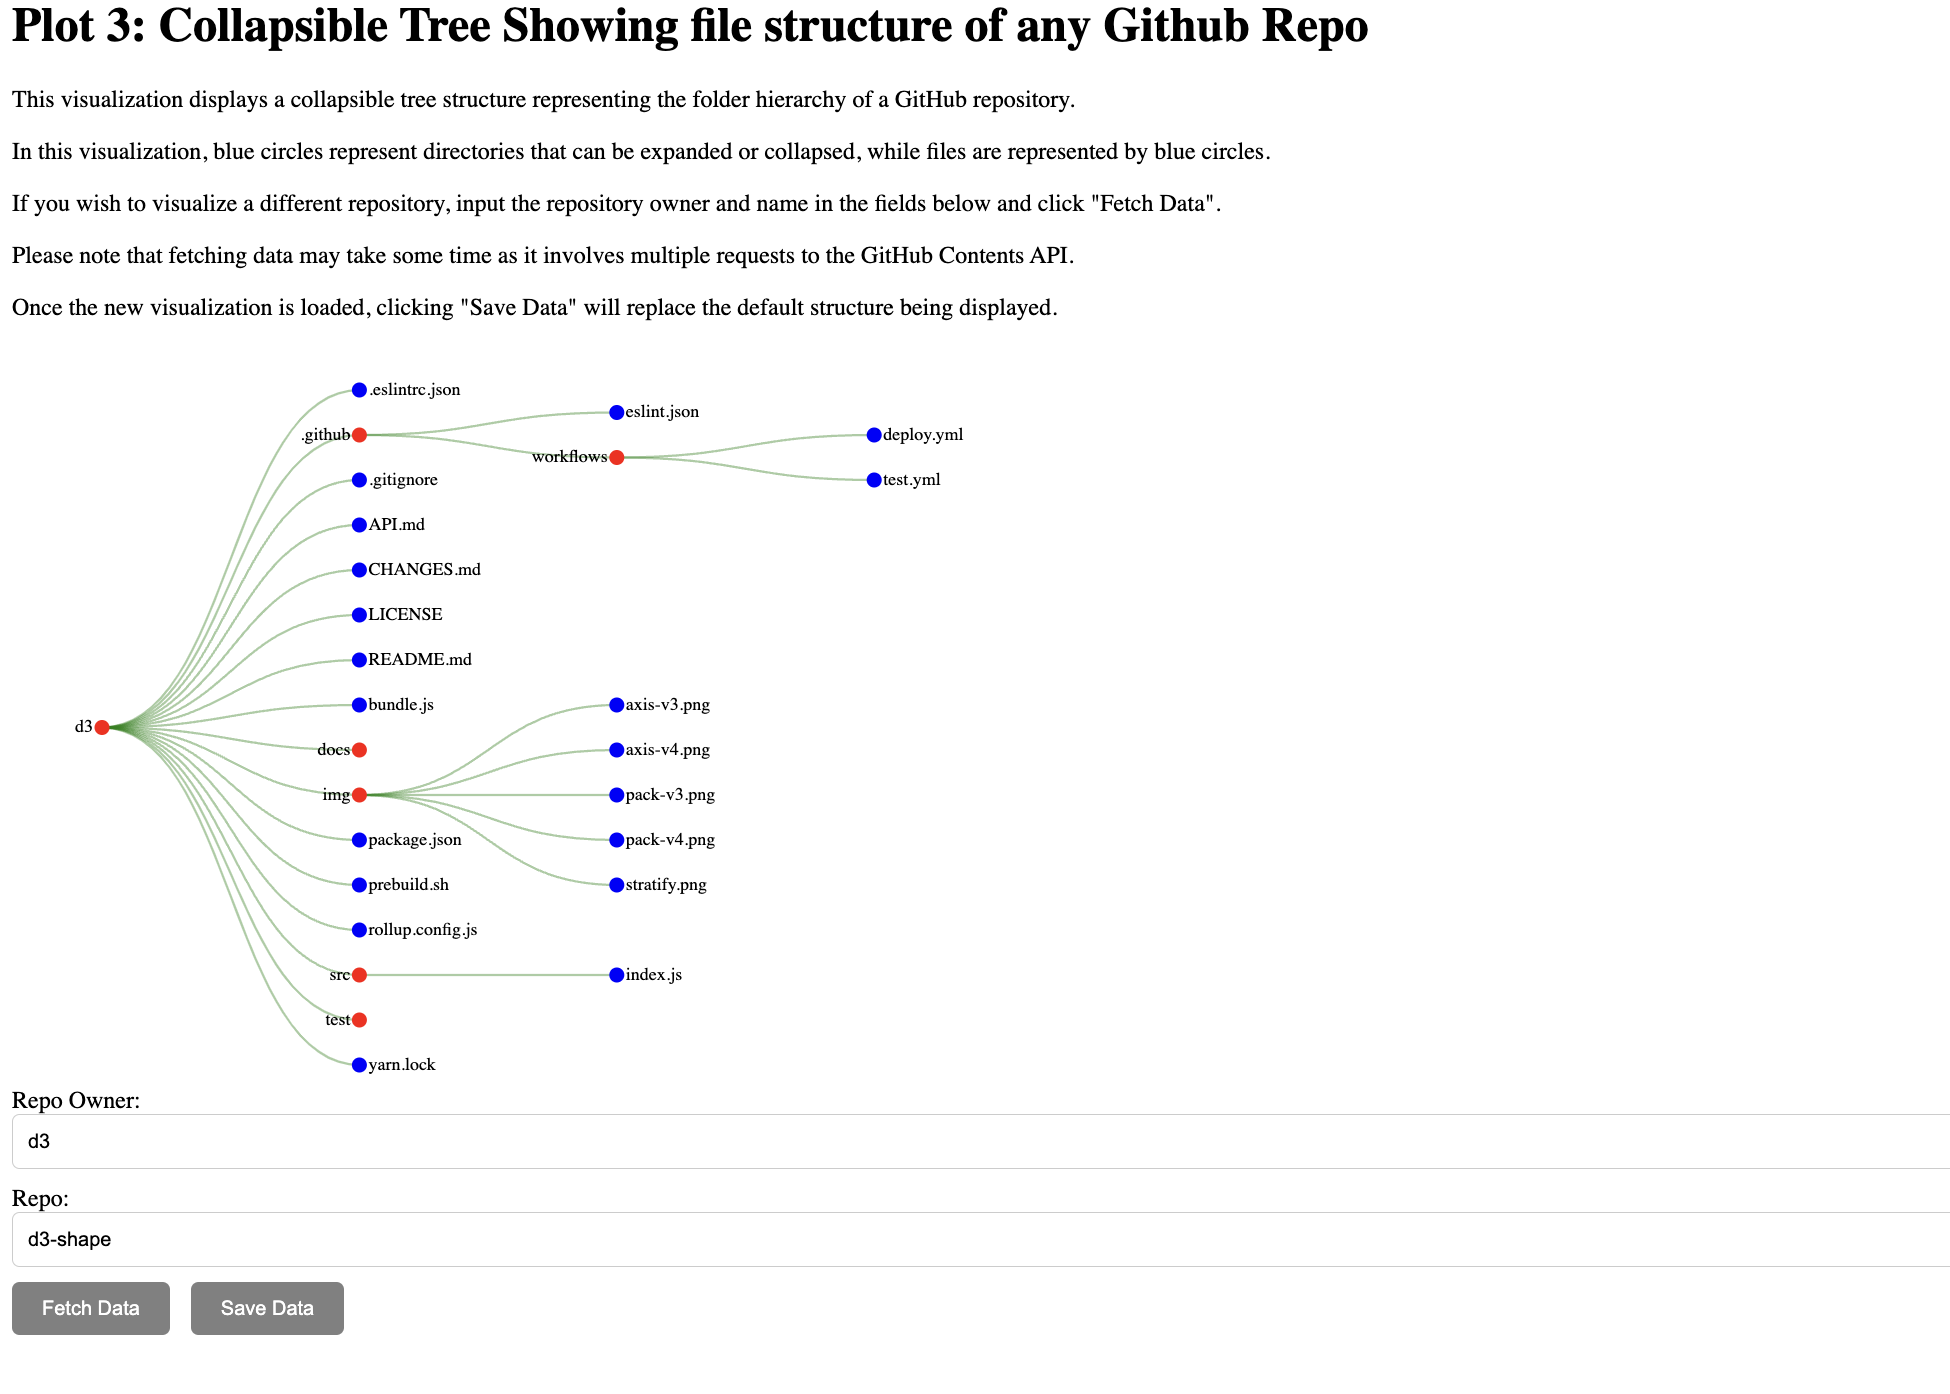 Plot 3: Collapsible Tree Showing file structure of any Github Repo
This visualization displays a collapsible tree structure representing the folder hierarchy of a GitHub repository.
In this visualization, blue circles represent directories that can be expanded or collapsed, while files are represented by blue circles.
If you wish to visualize a different repository, input the repository owner and name in the fields below and click "Fetch Data".
Please note that fetching data may take some time as it involves multiple requests to the GitHub Contents API.
Once the new visualization is loaded, clicking "Save Data" will replace the default structure being displayed.
.eslintrc.json
eslint.json
.github
deploy.yml
workflows
.gitignore
test.yml
API.md
CHANGES.md
LICENSE
README.md
bundle.js
axis-v3.png
d3
docs
axis-v4.png
img
pack-v3.png
package.json
pack-v4.png
prebuild.sh
stratify.png
rollup.config.js
src
index.js
test
yarn.lock
Repo Owner:
d3
Repo:
d3-shape
Fetch Data
Save Data